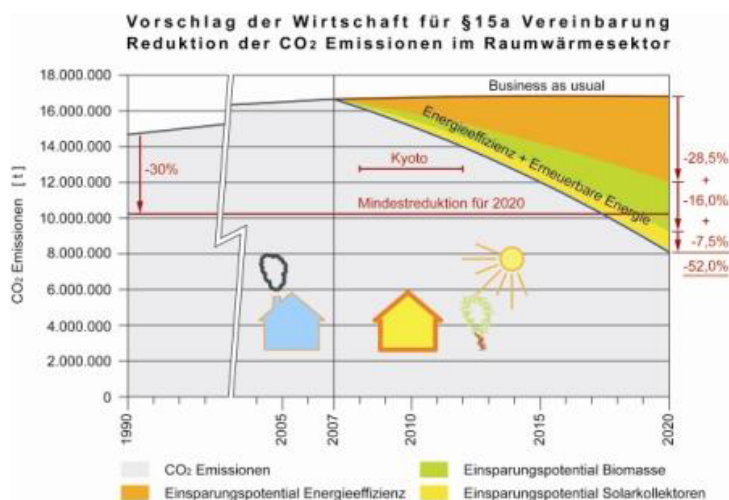 Vorschlag der Wirtschaft für §15a Vereinbarung
Reduktion der CO₂ Emissionen im Raumwärmesektor
CO₂ Emissionen [t]
18.000.000
16.000.000
14.000.000
12.000.000
10.000.000
8.000.000
6.000.000
4.000.000
2.000.000
0
Business as usual
Energieeffizienz + Erneuerbare Energie
-30%
Kyoto
Mindestreduktion für 2020
-28,5%
+
-16,0%
+
-7,5%
-52,0%
1990
2005
2007
2010
2015
2020
CO₂ Emissionen
Einsparungspotential Biomasse
Einsparungspotential Energieeffizienz
Einsparungspotential Solarkollektoren